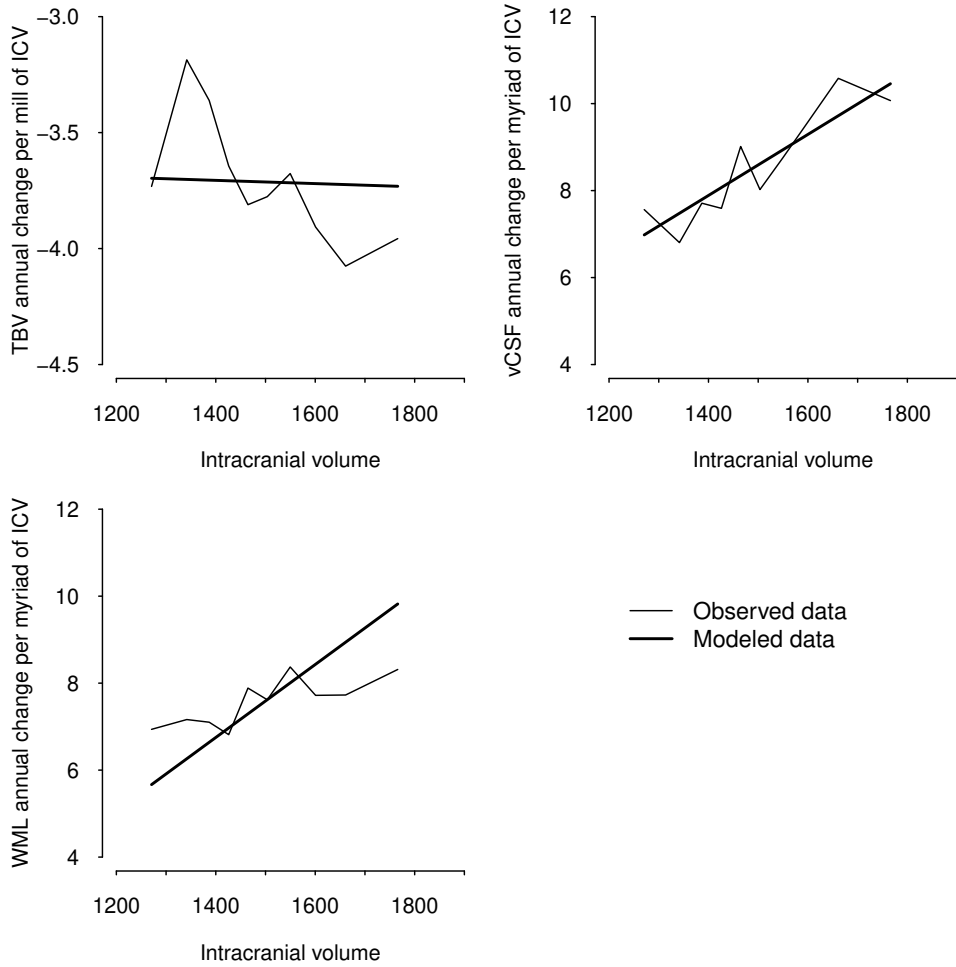 TBV annual change per mill of ICV
−3.0
−3.5
−4.0
−4.5
1200 1400 1600 1800
Intracranial volume
vCSF annual change per myriad of ICV
12
10
8
6
4
1200 1400 1600 1800
Intracranial volume
WML annual change per myriad of ICV
12
10
8
6
4
1200 1400 1600 1800
Intracranial volume
Observed data
Modeled data